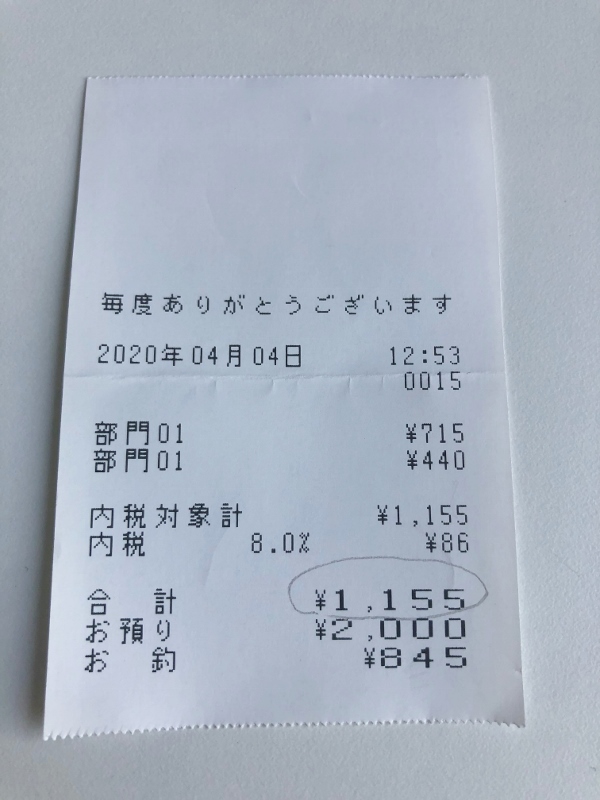 毎度ありがとうございます
2020年04月04日 12:53
0015
部門01 ¥715
部門01 ¥440
内税対象計 ¥1,155
内税 8.0% ¥86
合 計 ¥1,155
お預り ¥2,000
お 釣 ¥845